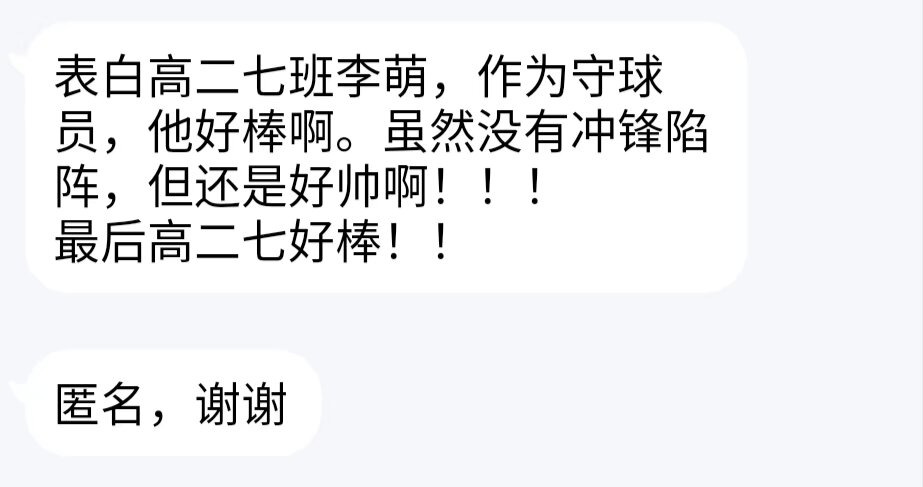 表白高二七班李萌，作为守球
员，他好棒啊。虽然没有冲锋陷
阵，但还是好帅啊！！！
最后高二七好棒！！
匿名，谢谢